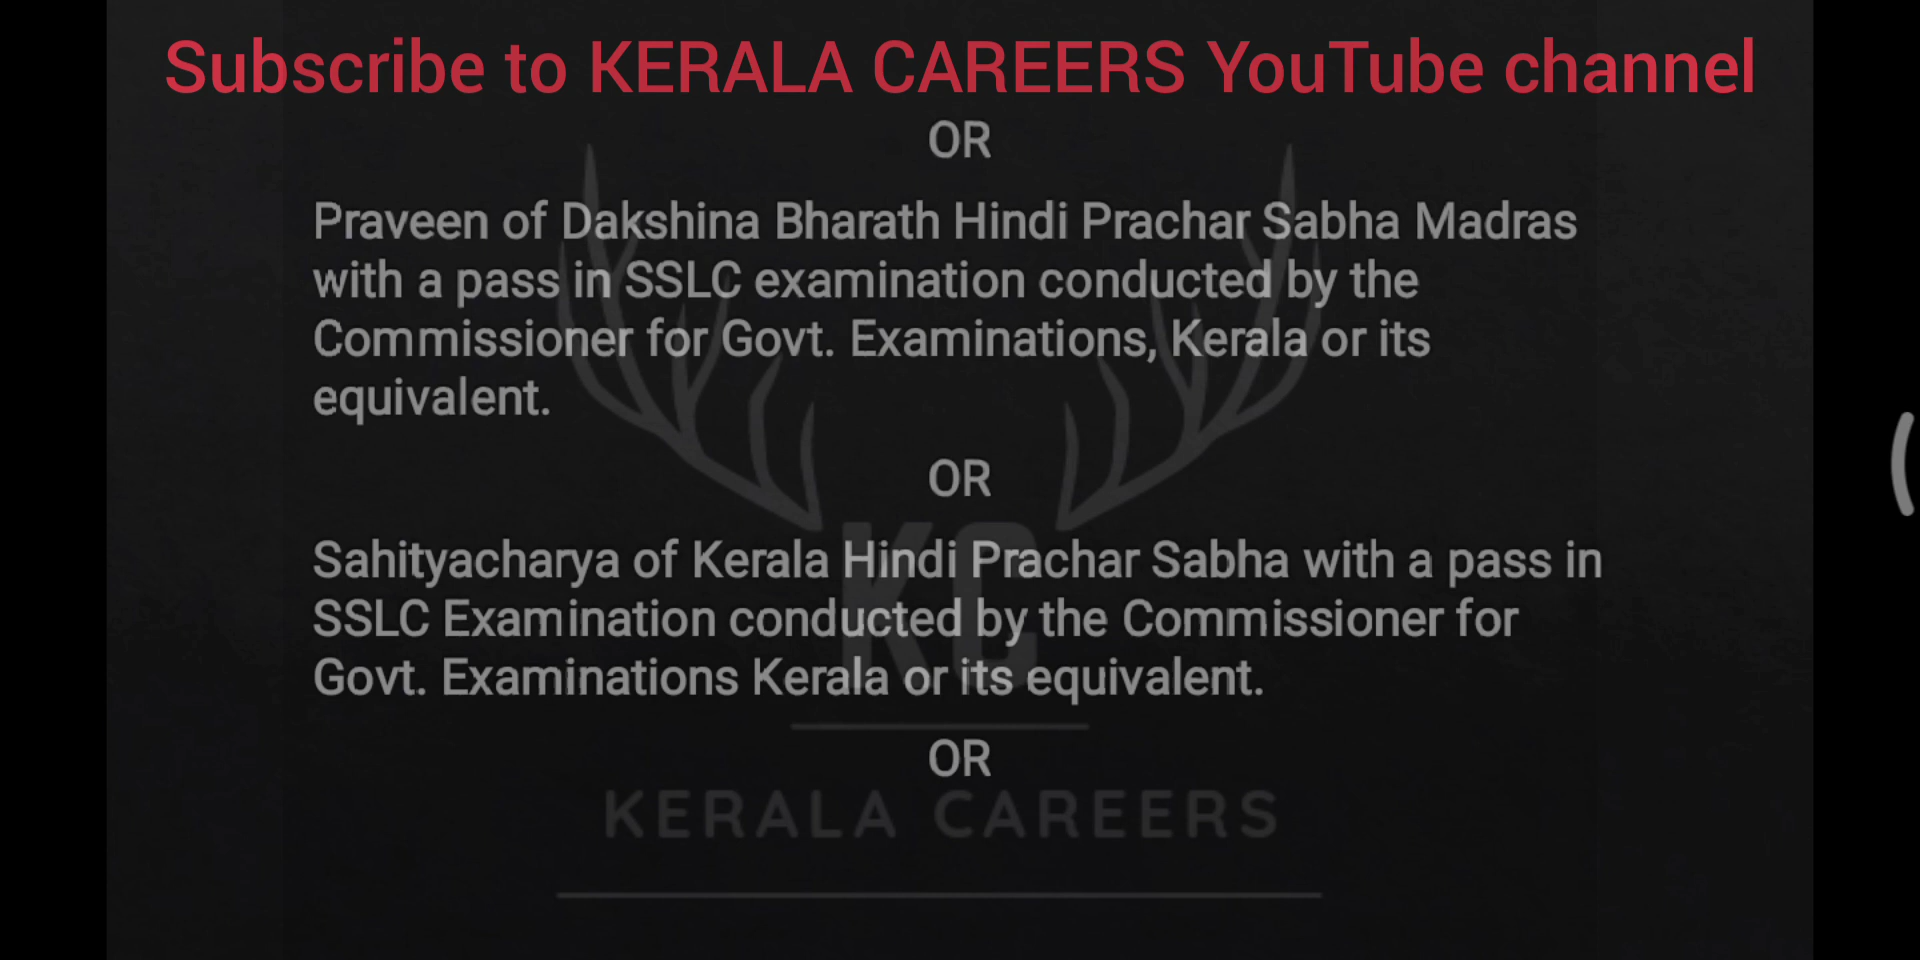 Subscribe to KERALA CAREERS YouTube channel
OR
Praveen of Dakshina Bharath Hindi Prachar Sabha Madras
with a pass in SSLC examination conducted by the
Commissioner for Govt. Examinations, Kerala or its
equivalent.
OR
Sahityacharya of Kerala Hindi Prachar Sabha with a pass in
SSLC Examination conducted by the Commissioner for
Govt. Examinations Kerala or its equivalent.
KC
OR
KERALA CAREERS